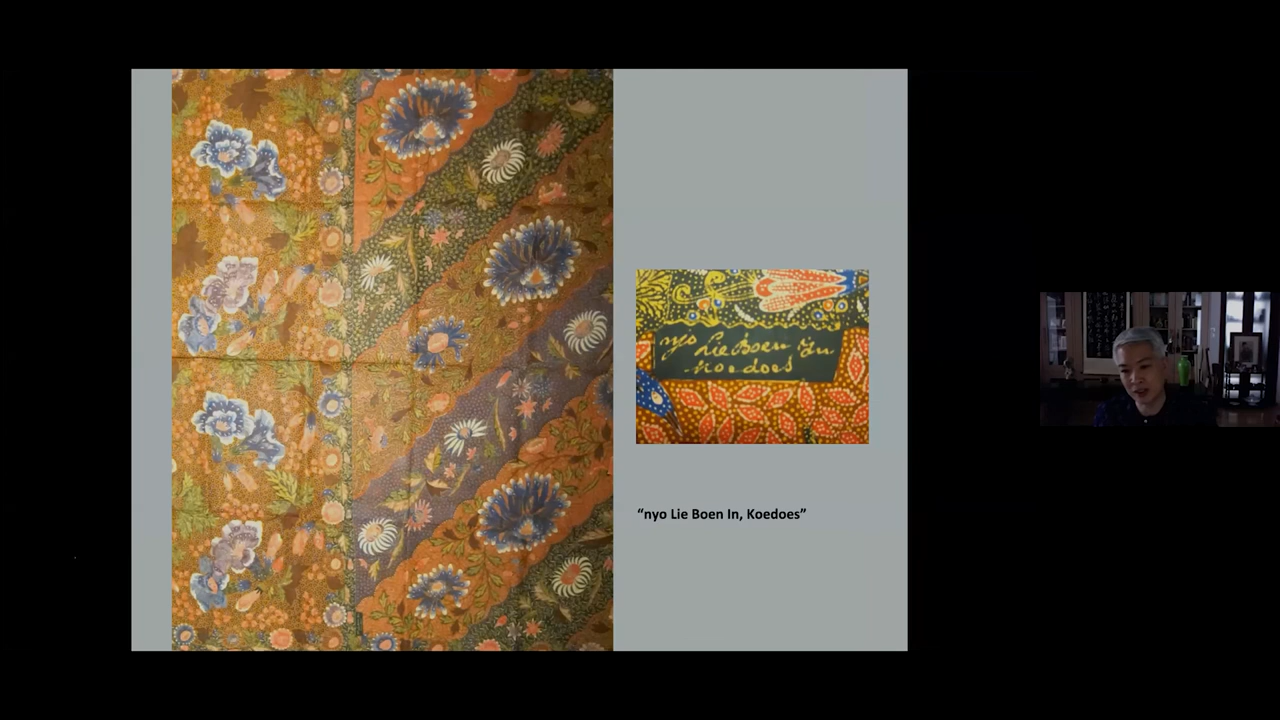 nyo Lie Boen In
Koedoes
“nyo Lie Boen In, Koedoes”